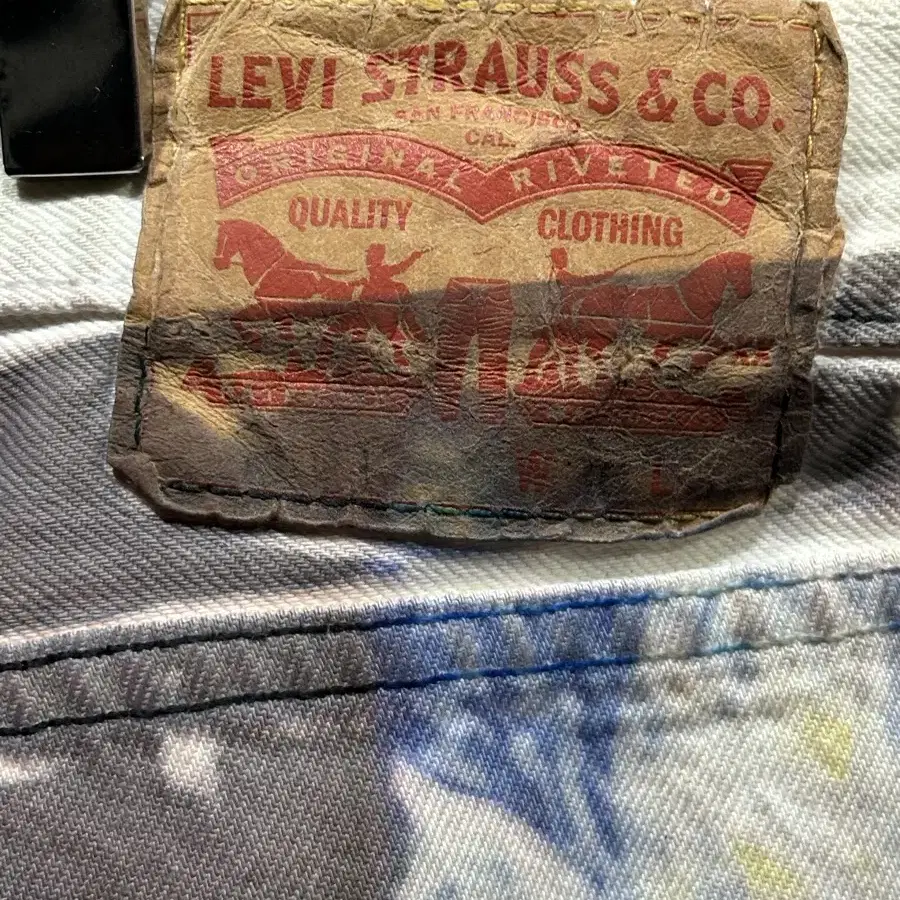 LEVI STRAUSS & CO.
SAN FRANCISCO
CAL.
ORIGINAL RIVETED
QUALITY CLOTHING
L